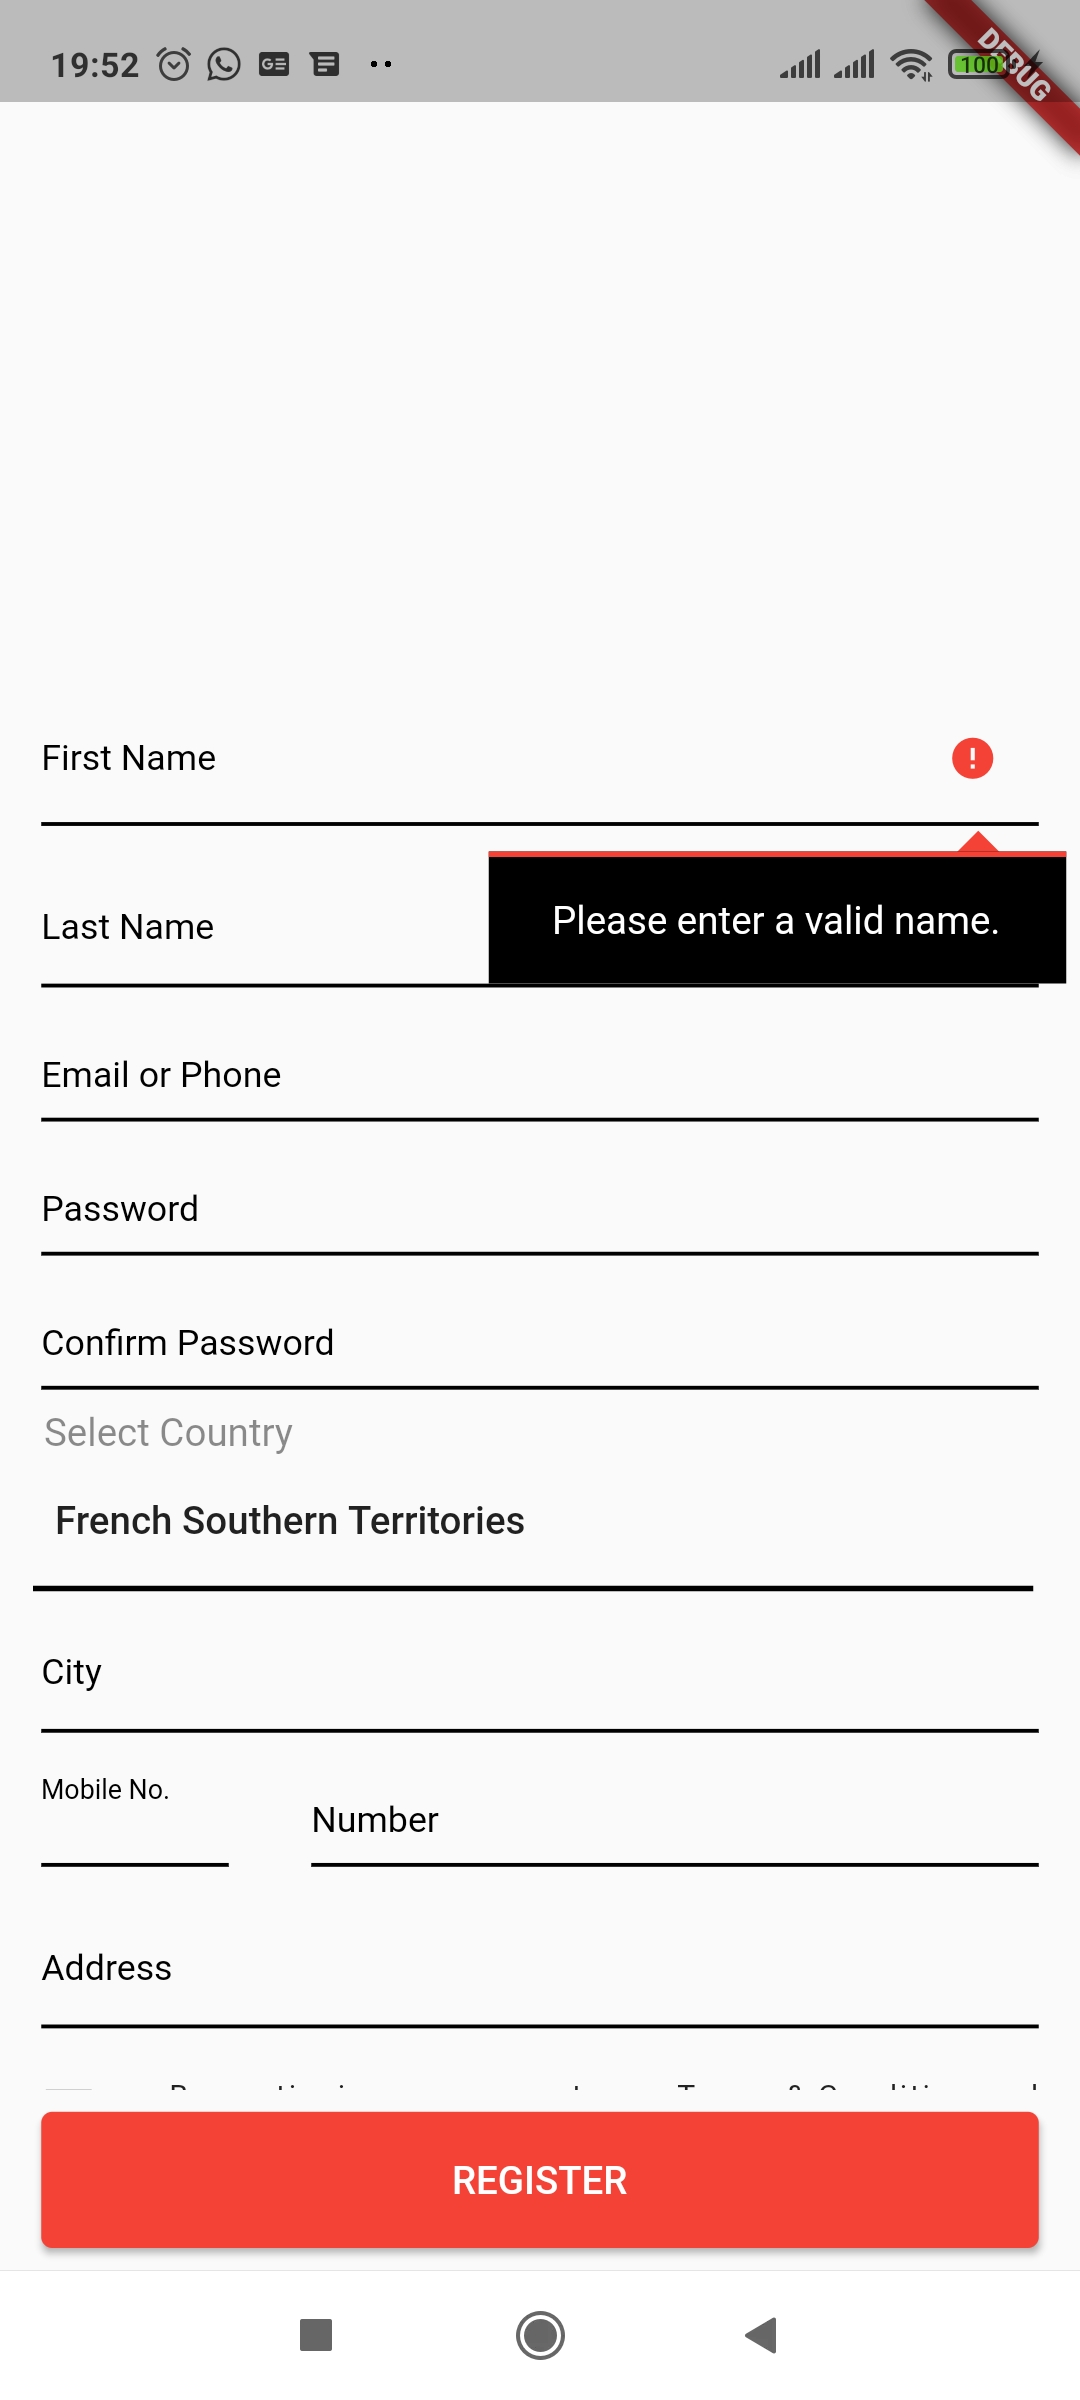 19:52
100
DEBUG
First Name
Please enter a valid name.
Last Name
Email or Phone
Password
Confirm Password
Select Country
French Southern Territories
City
Mobile No.
Number
Address
REGISTER